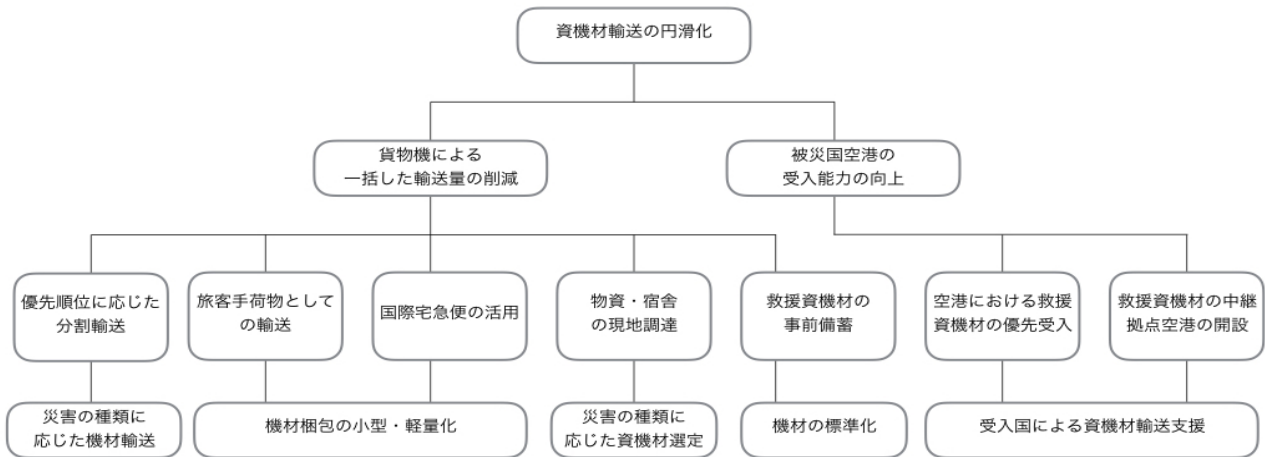 資機材輸送の円滑化
貨物機による
一括した輸送量の削減
被災国空港の
受入能力の向上
優先順位に応じた
分割輸送
旅客手荷物として
の輸送
国際宅急便の活用
物資・宿舎
の現地調達
救援資機材の
事前備蓄
空港における救援
資機材の優先受入
救援資機材の中継
拠点空港の開設
災害の種類に
応じた機材輸送
機材梱包の小型・軽量化
災害の種類に
応じた資機材選定
機材の標準化
受入国による資機材輸送支援